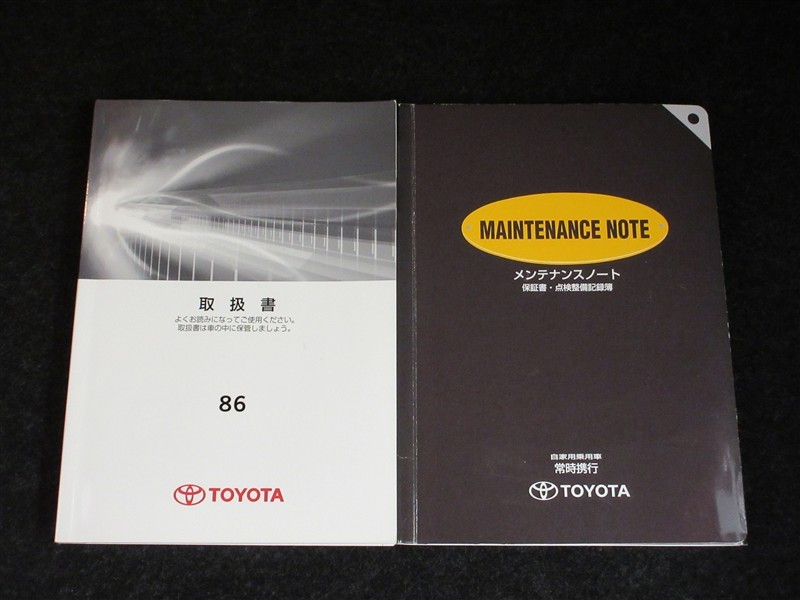 取扱書
よくお読みになってご使用ください。
取扱書は車の中に保管しましょう。
86
TOYOTA
MAINTENANCE NOTE
メンテナンスノート
保証書・点検整備記録簿
自家用乗用車
常時携行
TOYOTA